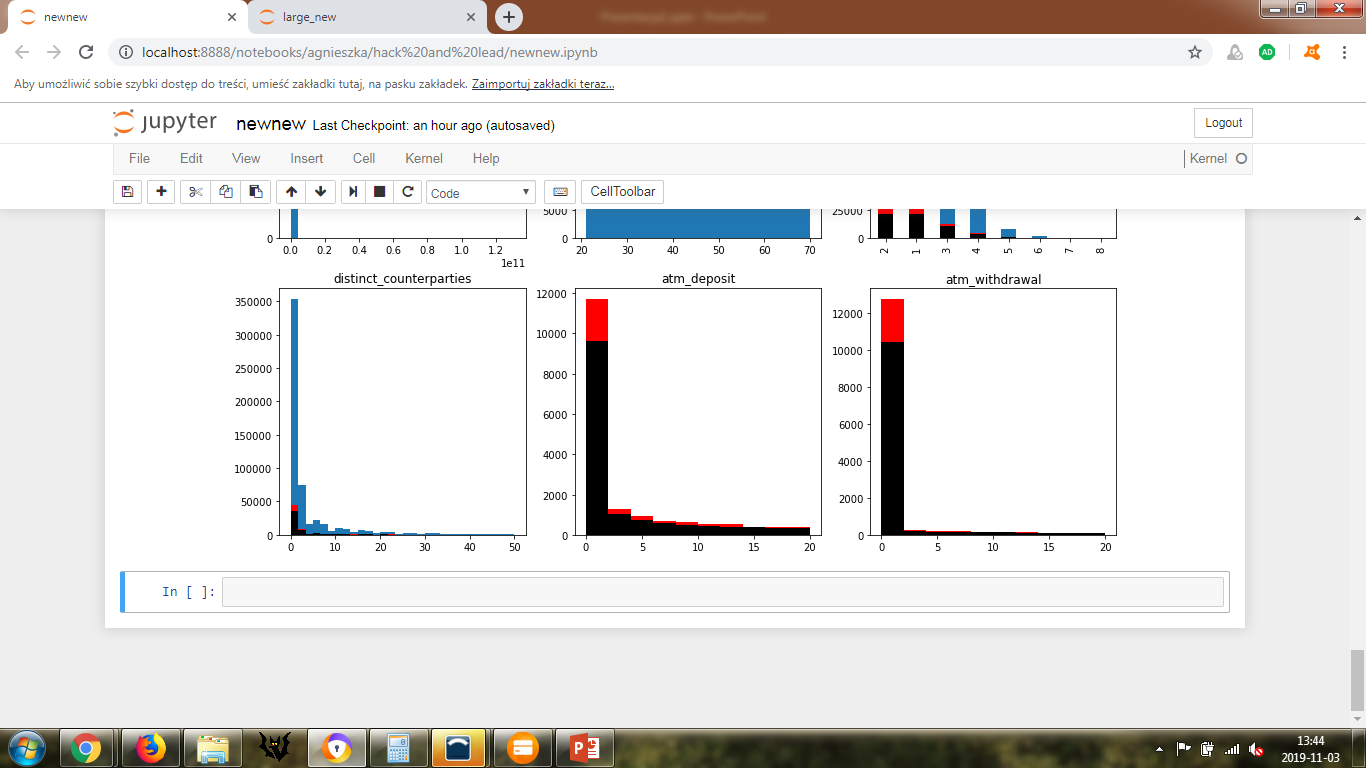 newnew
large_new
localhost:8888/notebooks/agnieszka/hack%20and%20lead/newnew.ipynb
AD
Aby umożliwić sobie szybki dostęp do treści, umieść zakładki tutaj, na pasku zakładek. Zaimportuj zakładki teraz...
jupyter newnew Last Checkpoint: an hour ago (autosaved)
Logout
File Edit View Insert Cell Kernel Help
Kernel
Code
CellToolbar
0
0.0 0.2 0.4 0.6 0.8 1.0 1.2
1e11
5000
0
20 30 40 50 60 70
25000
0
2 1 3 4 5 6 7 8
distinct_counterparties
350000
300000
250000
200000
150000
100000
50000
0
0 10 20 30 40 50
atm_deposit
12000
10000
8000
6000
4000
2000
0
0 5 10 15 20
atm_withdrawal
12000
10000
8000
6000
4000
2000
0
0 5 10 15 20
In [ ]:
13:44
2019-11-03